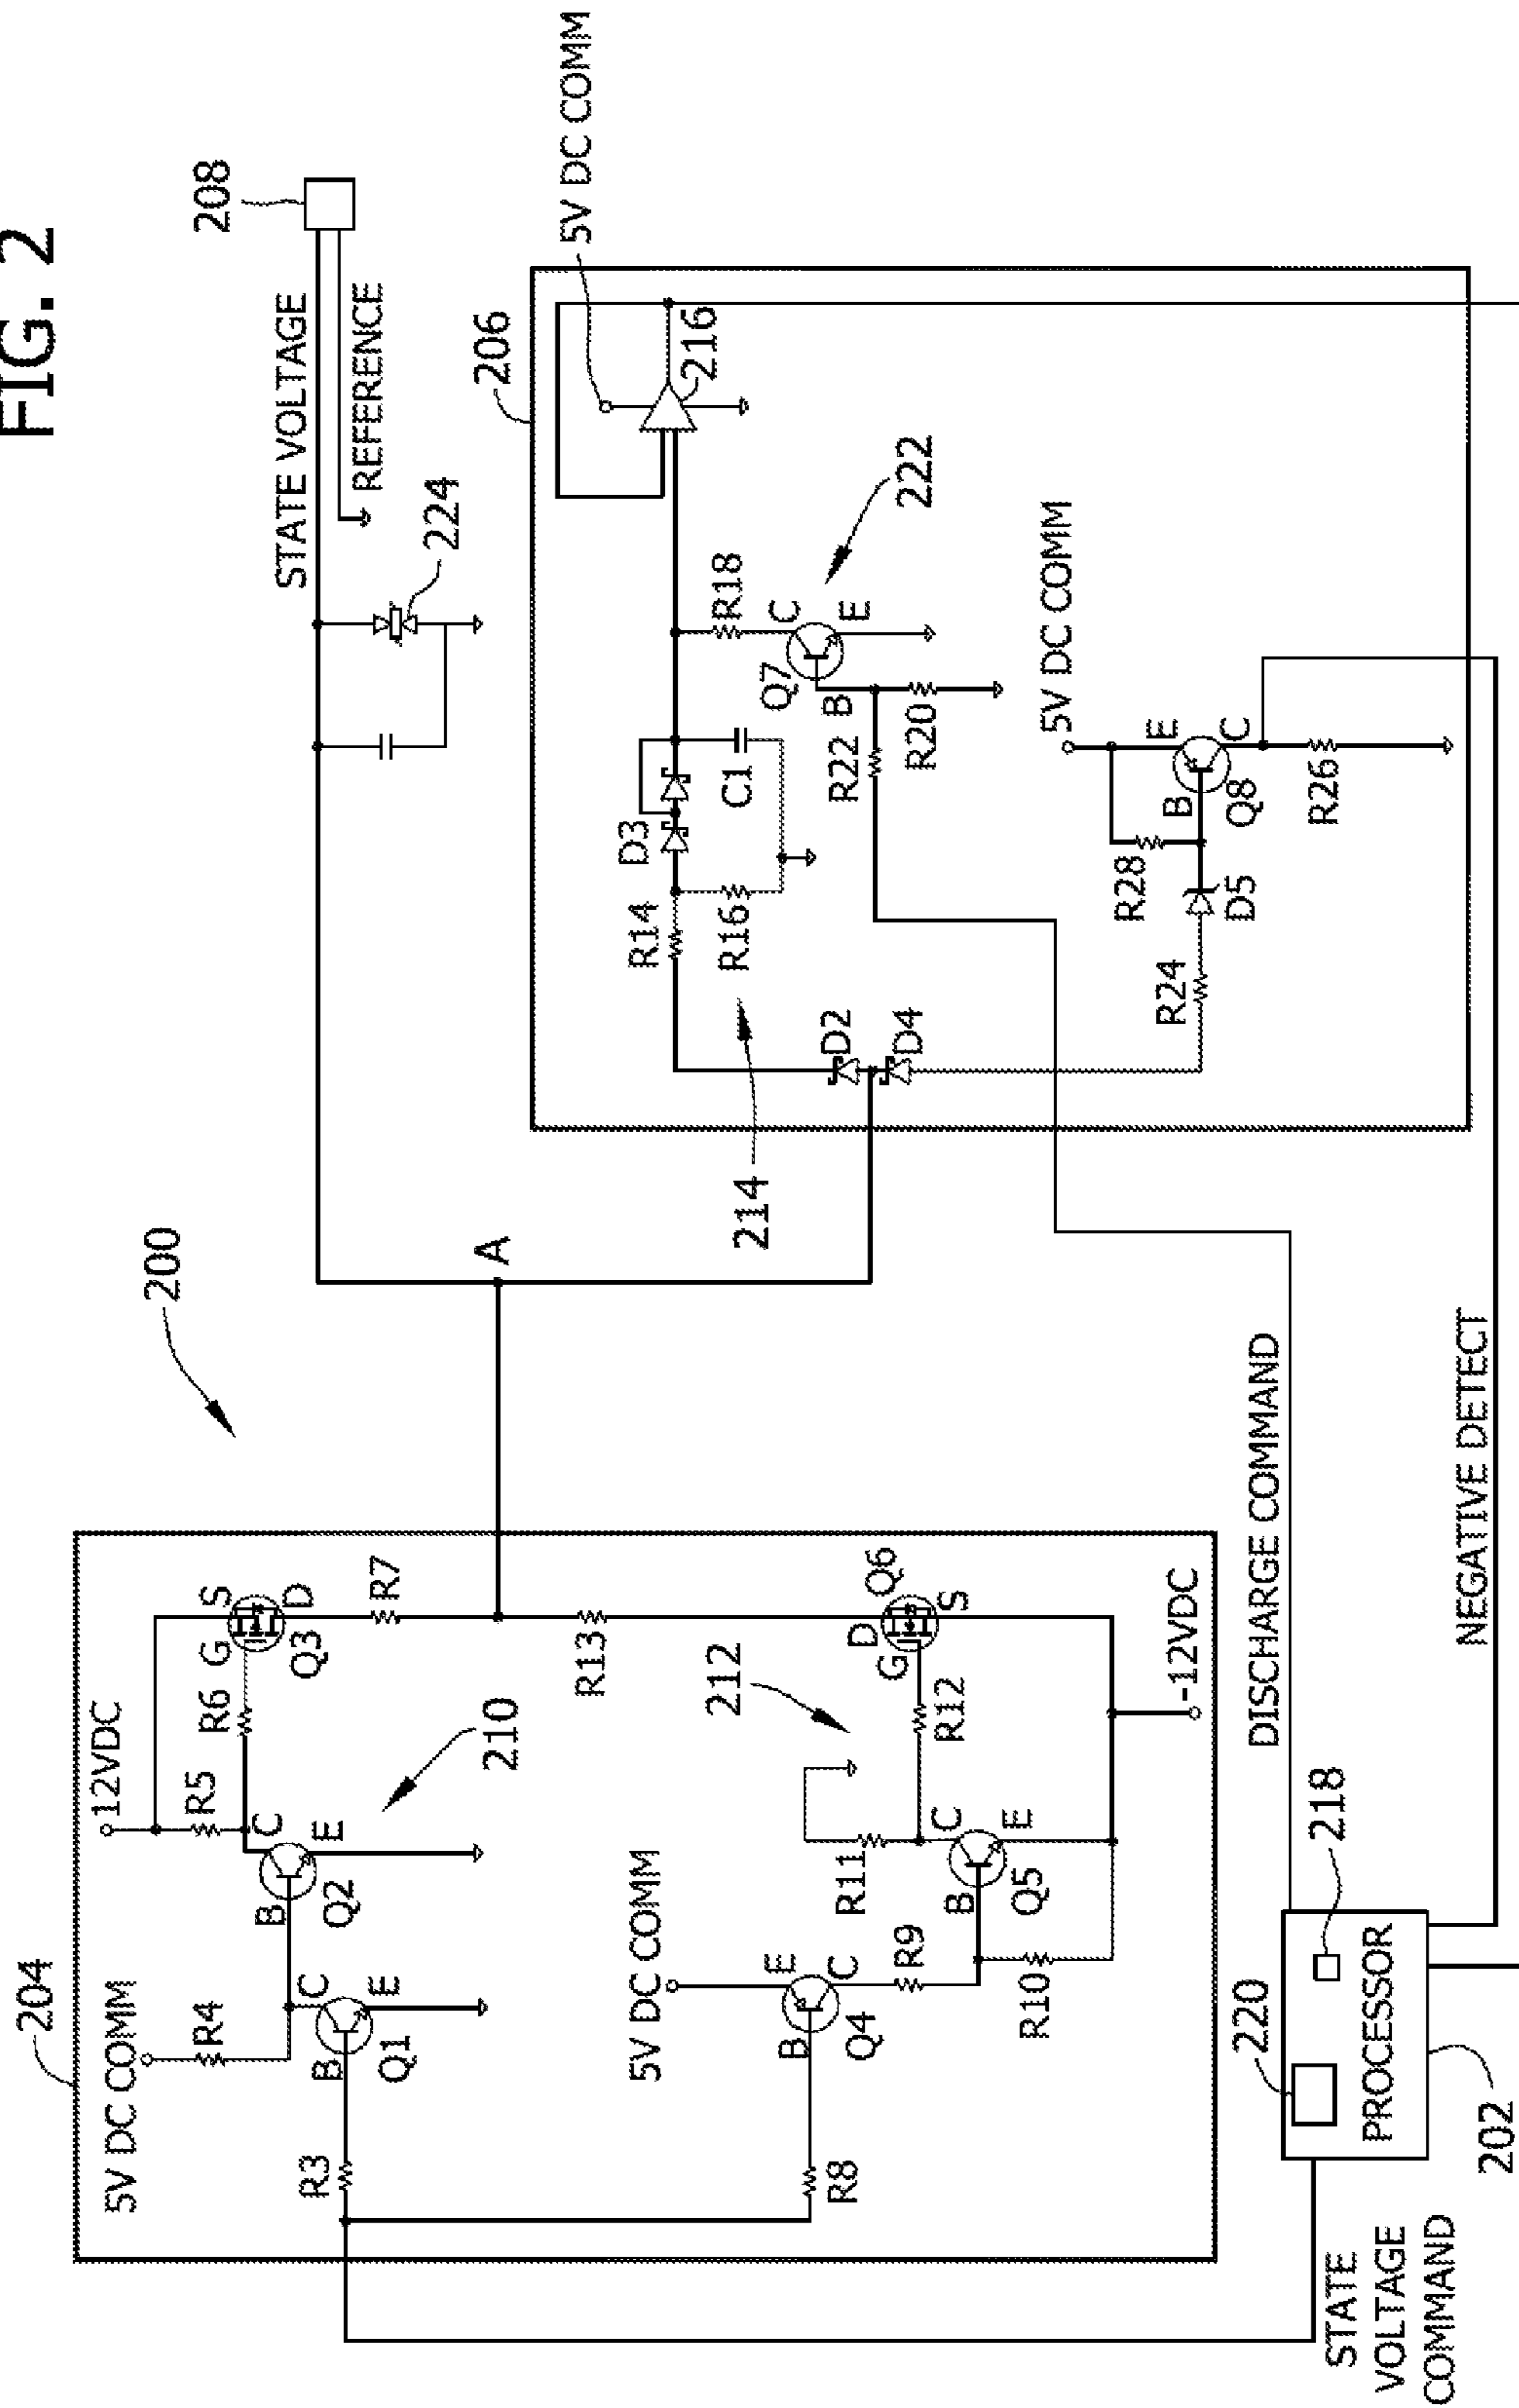 FIG. 2
200
204
12VDC
5V DC COMM
R4
R5
R6
G
S
D
Q3
R7
C
B
E
Q2
210
R3
B
C
E
Q1
A
5V DC COMM
R8
B
E
C
Q4
R9
R10
R11
B
C
E
Q5
212
R12
R13
D
G
S
Q6
-12VDC
STATE VOLTAGE
REFERENCE
208
224
206
5V DC COMM
216
R14
D3
R16
C1
R18
214
Q7
B
C
E
222
R22
R20
D2
D4
5V DC COMM
R28
B
E
C
Q8
R24
D5
R26
DISCHARGE COMMAND
NEGATIVE DETECT
STATE
VOLTAGE
COMMAND
220
218
PROCESSOR
202